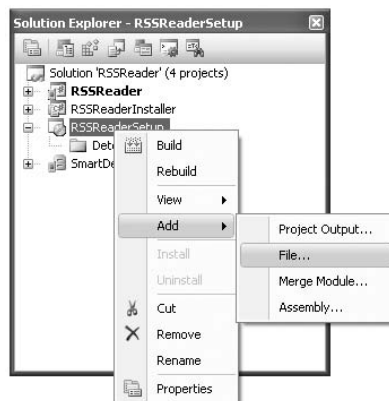 Solution Explorer - RSSReaderSetup
Solution 'RSSReader' (4 projects)
RSSReader
RSSReaderInstaller
RSSReaderSetup
Build
Rebuild
View
Add
Project Output...
File...
Merge Module...
Assembly...
Install
Uninstall
Cut
Remove
Rename
Properties